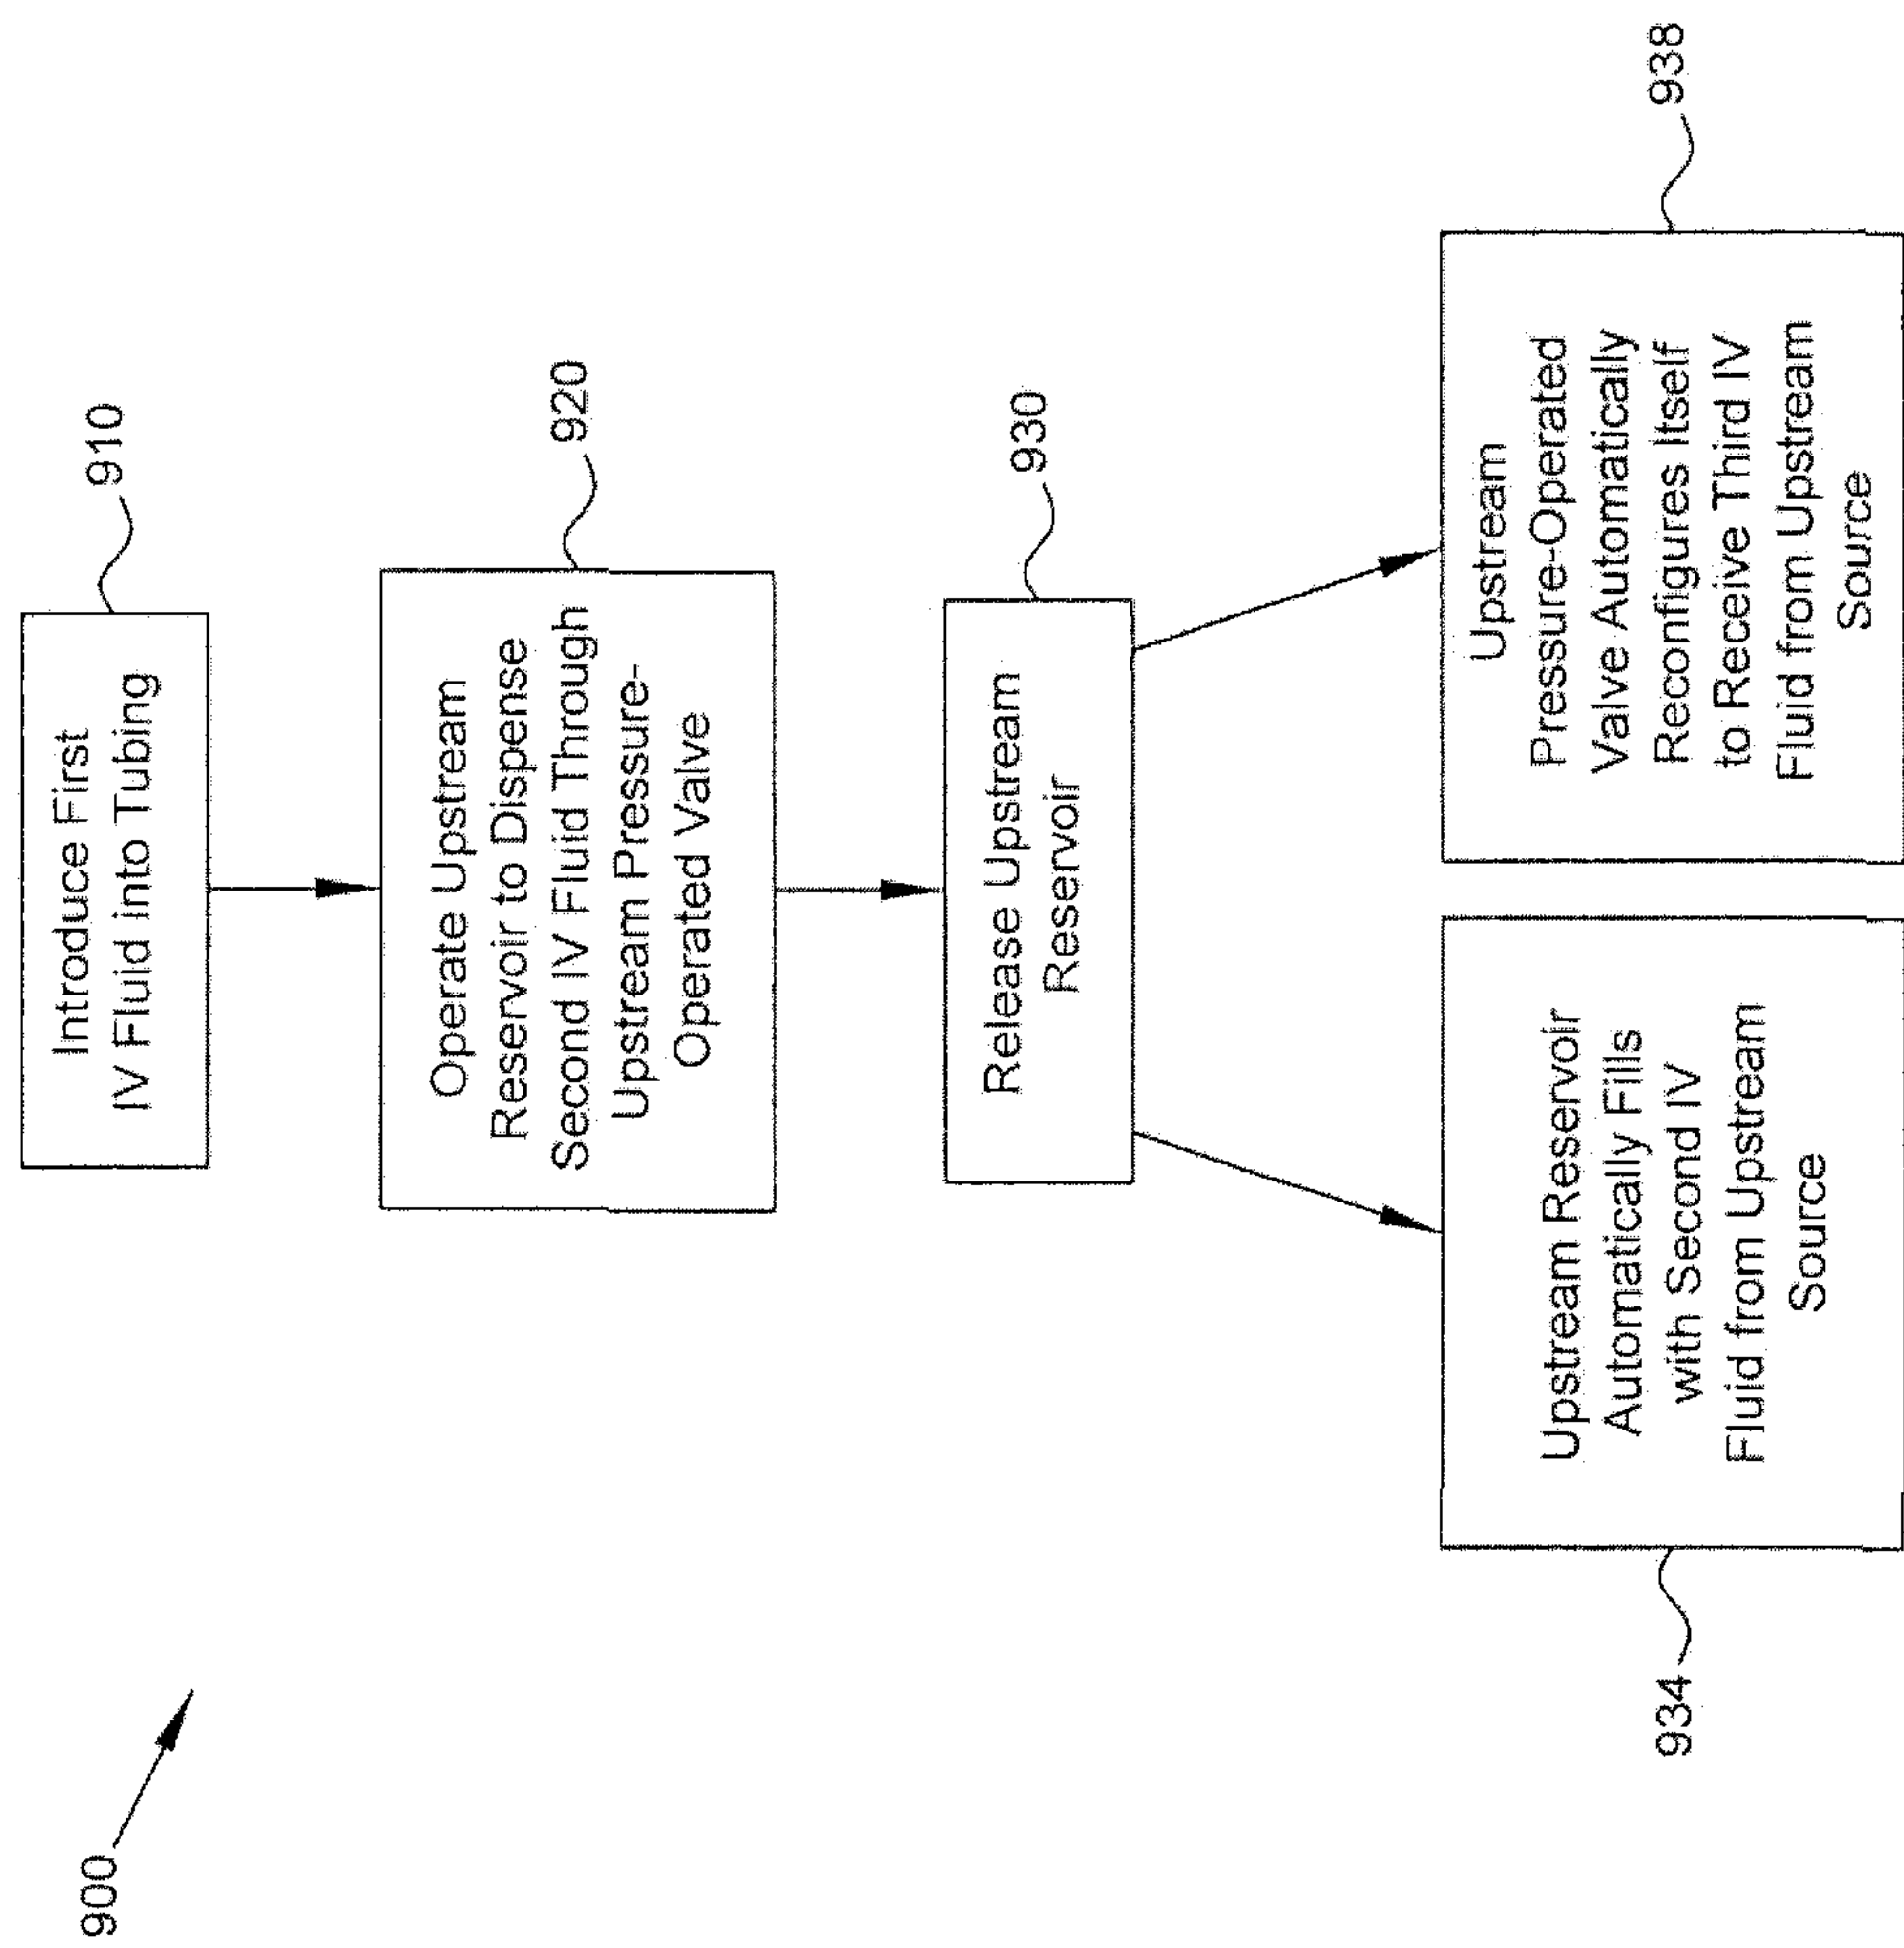 900
Introduce First
IV Fluid into Tubing
910
Operate Upstream
Reservoir to Dispense
Second IV Fluid Through
Upstream Pressure-
Operated Valve
920
Release Upstream
Reservoir
930
Upstream Reservoir
Automatically Fills
with Second IV
Fluid from Upstream
Source
934
Upstream
Pressure-Operated
Valve Automatically
Reconfigures Itself
to Receive Third IV
Fluid from Upstream
Source
938